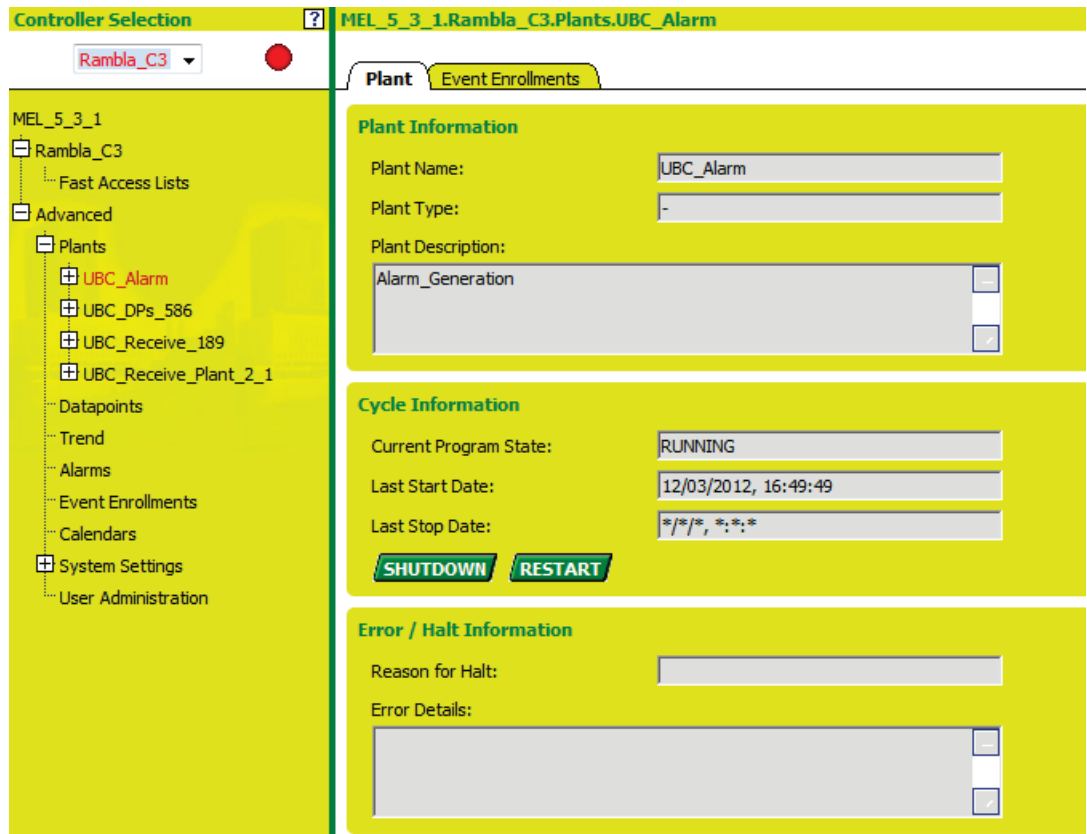 Controller Selection ?
Rambla_C3
MEL_5_3_1
Rambla_C3
Fast Access Lists
Advanced
Plants
UBC_Alarm
UBC_DPs_586
UBC_Receive_189
UBC_Receive_Plant_2_1
Datapoints
Trend
Alarms
Event Enrollments
Calendars
System Settings
User Administration
MEL_5_3_1.Rambla_C3.Plants.UBC_Alarm
Plant Event Enrollments
Plant Information
Plant Name: UBC_Alarm
Plant Type: -
Plant Description:
Alarm_Generation
Cycle Information
Current Program State: RUNNING
Last Start Date: 12/03/2012, 16:49:49
Last Stop Date: */*/*, *:*:*
SHUTDOWN RESTART
Error / Halt Information
Reason for Halt:
Error Details: